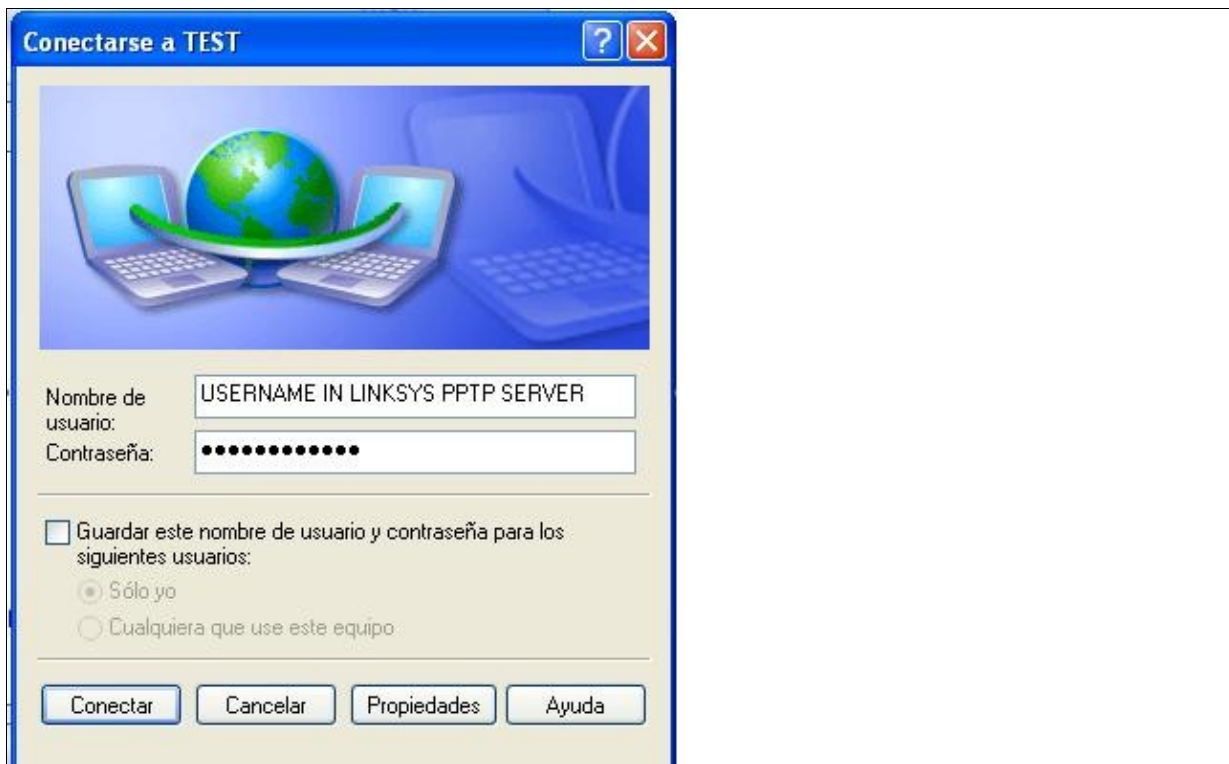 Conectarse a TEST
?
Nombre de
usuario:
USERNAME IN LINKSYS PPTP SERVER
Contraseña:
••••••••••••
Guardar este nombre de usuario y contraseña para los
siguientes usuarios:
Sólo yo
Cualquiera que use este equipo
Conectar Cancelar Propiedades Ayuda